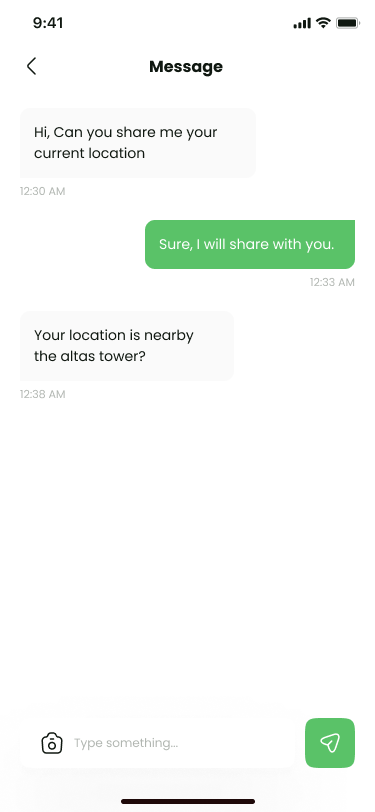 9:41
Message
Hi, Can you share me your
current location
12:30 AM
Sure, I will share with you.
12:33 AM
Your location is nearby
the altas tower?
12:38 AM
Type something...